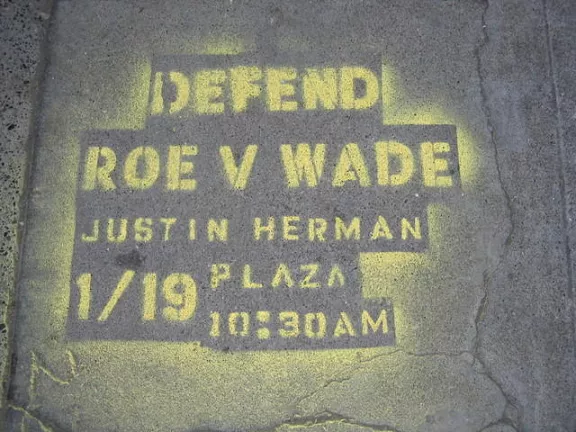 DEFEND
ROE V WADE
JUSTIN HERMAN
1/19 PLAZA
10:30AM